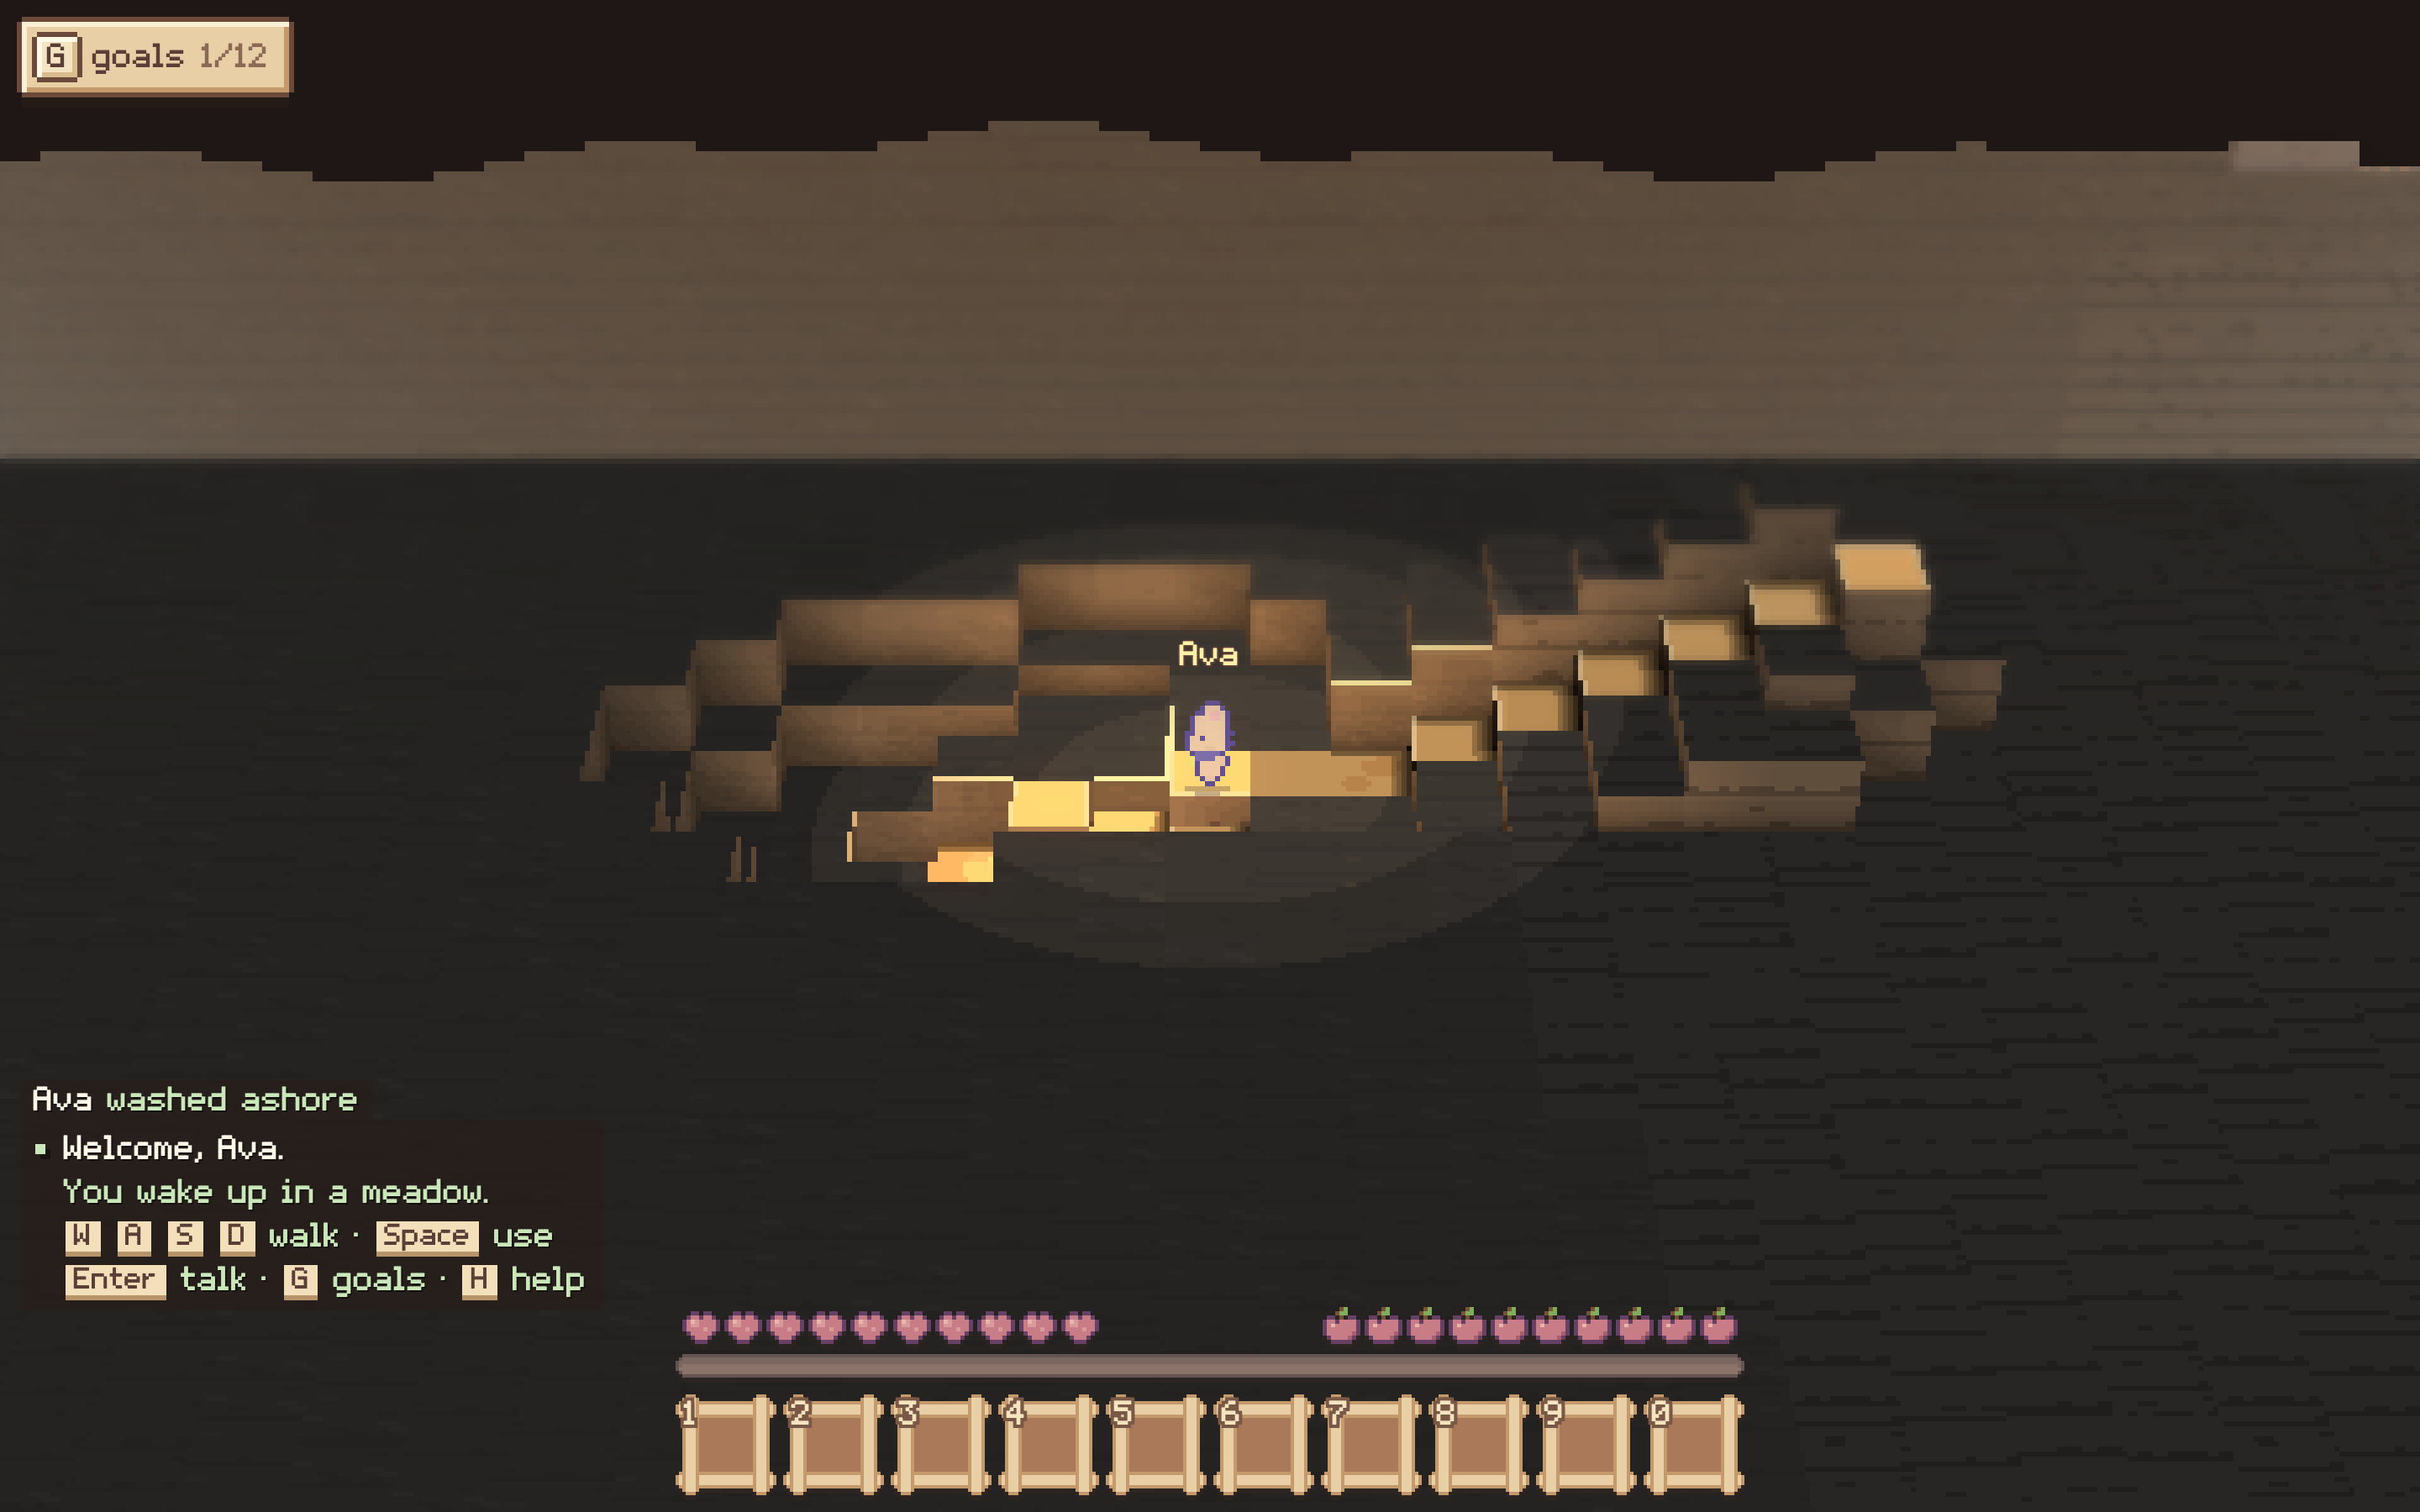 G goals 1/12
Ava
Ava washed ashore
Welcome, Ava.
You wake up in a meadow.
W A S D walk · Space use
Enter talk · G goals · H help
1 2 3 4 5 6 7 8 9 0